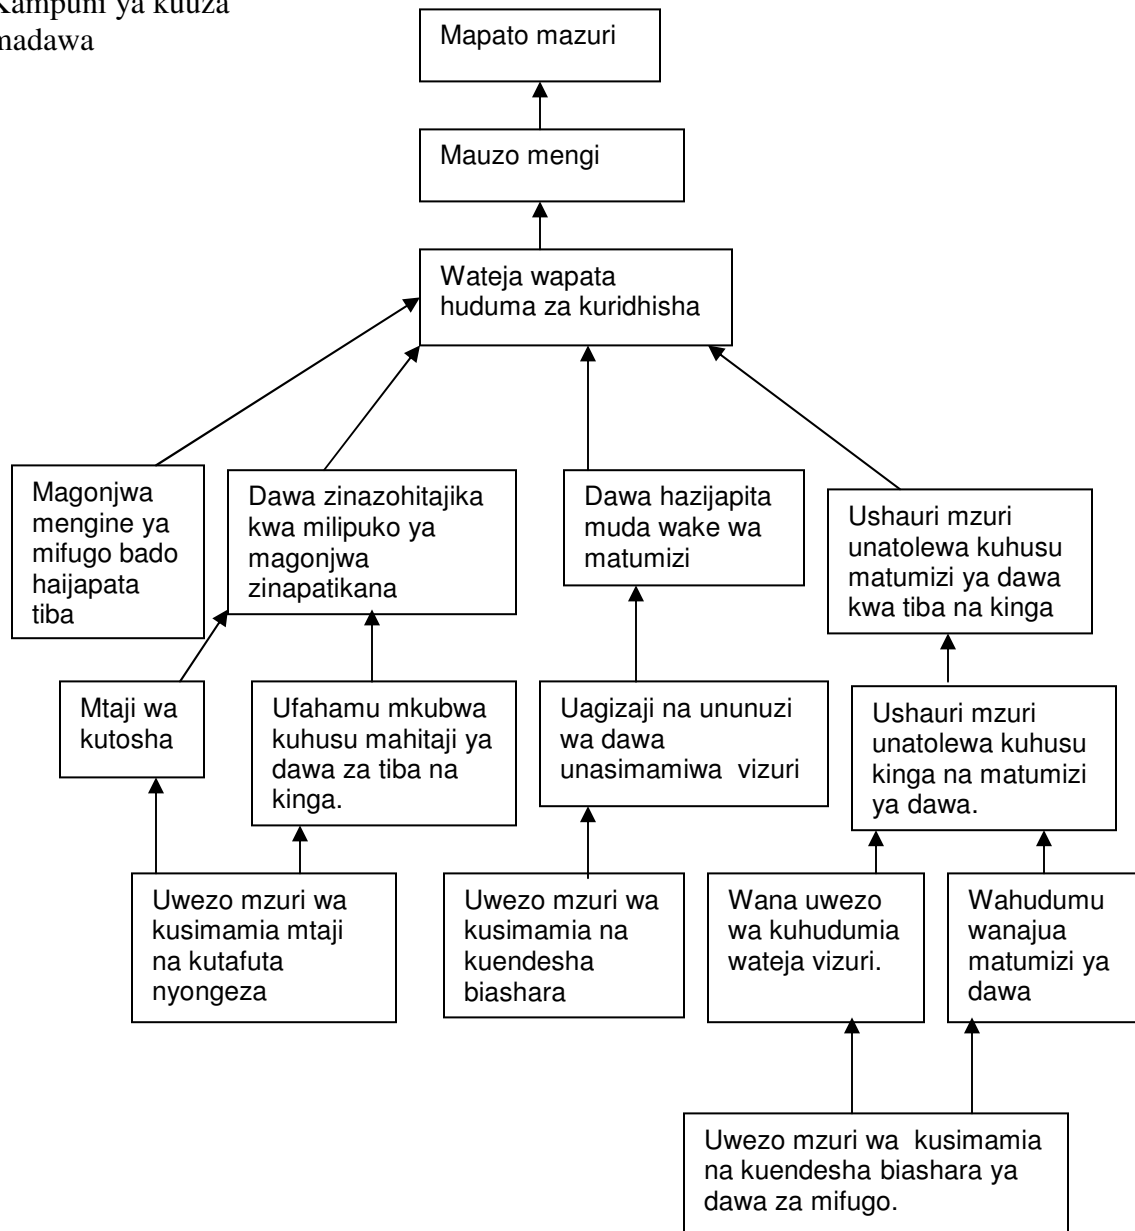 Kampuni ya kuuza
madawa
Mapato mazuri
Mauzo mengi
Wateja wapata
huduma za kuridhisha
Magonjwa
mengine ya
mifugo bado
haijapata
tiba
Dawa zinazohitajika
kwa milipuko ya
magonjwa
zinapatikana
Dawa hazijapita
muda wake wa
matumizi
Ushauri mzuri
unatolewa kuhusu
matumizi ya dawa
kwa tiba na kinga
Mtaji wa
kutosha
Ufahamu mkubwa
kuhusu mahitaji ya
dawa za tiba na
kinga.
Uagizaji na ununuzi
wa dawa
unasimamiwa vizuri
Ushauri mzuri
unatolewa kuhusu
kinga na matumizi
ya dawa.
Uwezo mzuri wa
kusimamia mtaji
na kutafuta
nyongeza
Uwezo mzuri wa
kusimamia na
kuendesha
biashara
Wana uwezo
wa kuhudumia
wateja vizuri.
Wahudumu
wanajua
matumizi ya
dawa
Uwezo mzuri wa kusimamia
na kuendesha biashara ya
dawa za mifugo.